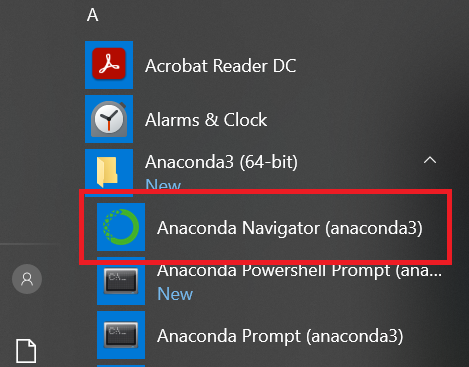 A
Acrobat Reader DC
Alarms & Clock
Anaconda3 (64-bit)
New
Anaconda Navigator (anaconda3)
Anaconda Powershell Prompt (ana...
New
Anaconda Prompt (anaconda3)